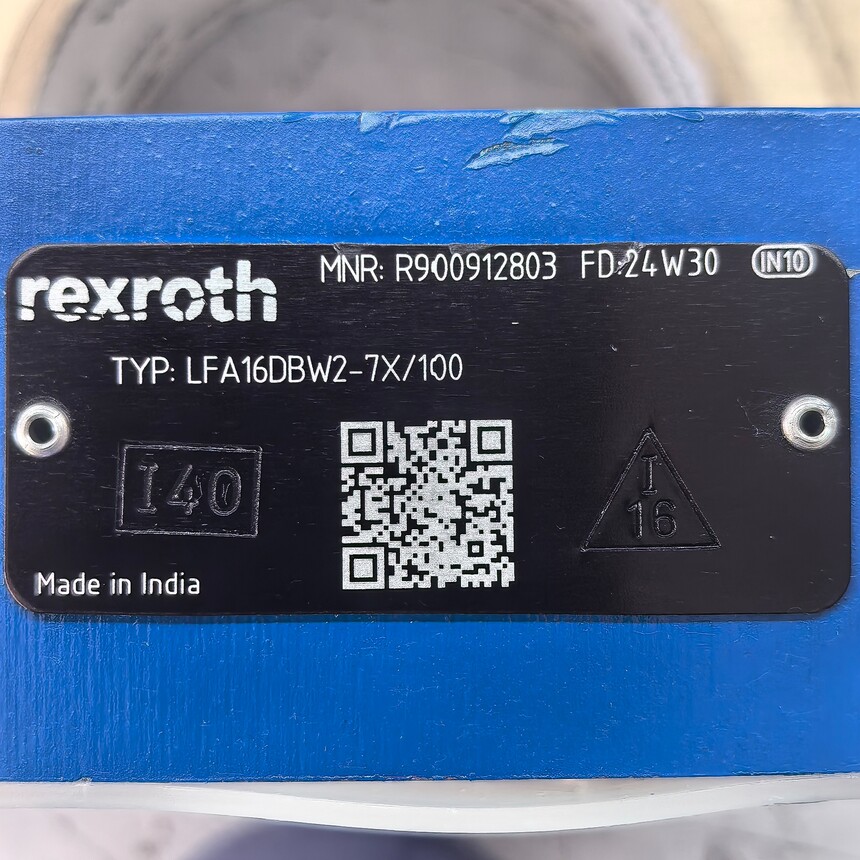 rexroth
MNR: R900912803 FD:24W30 IN10
TYP: LFA16DBW2-7X/100
I40
I
16
Made in India